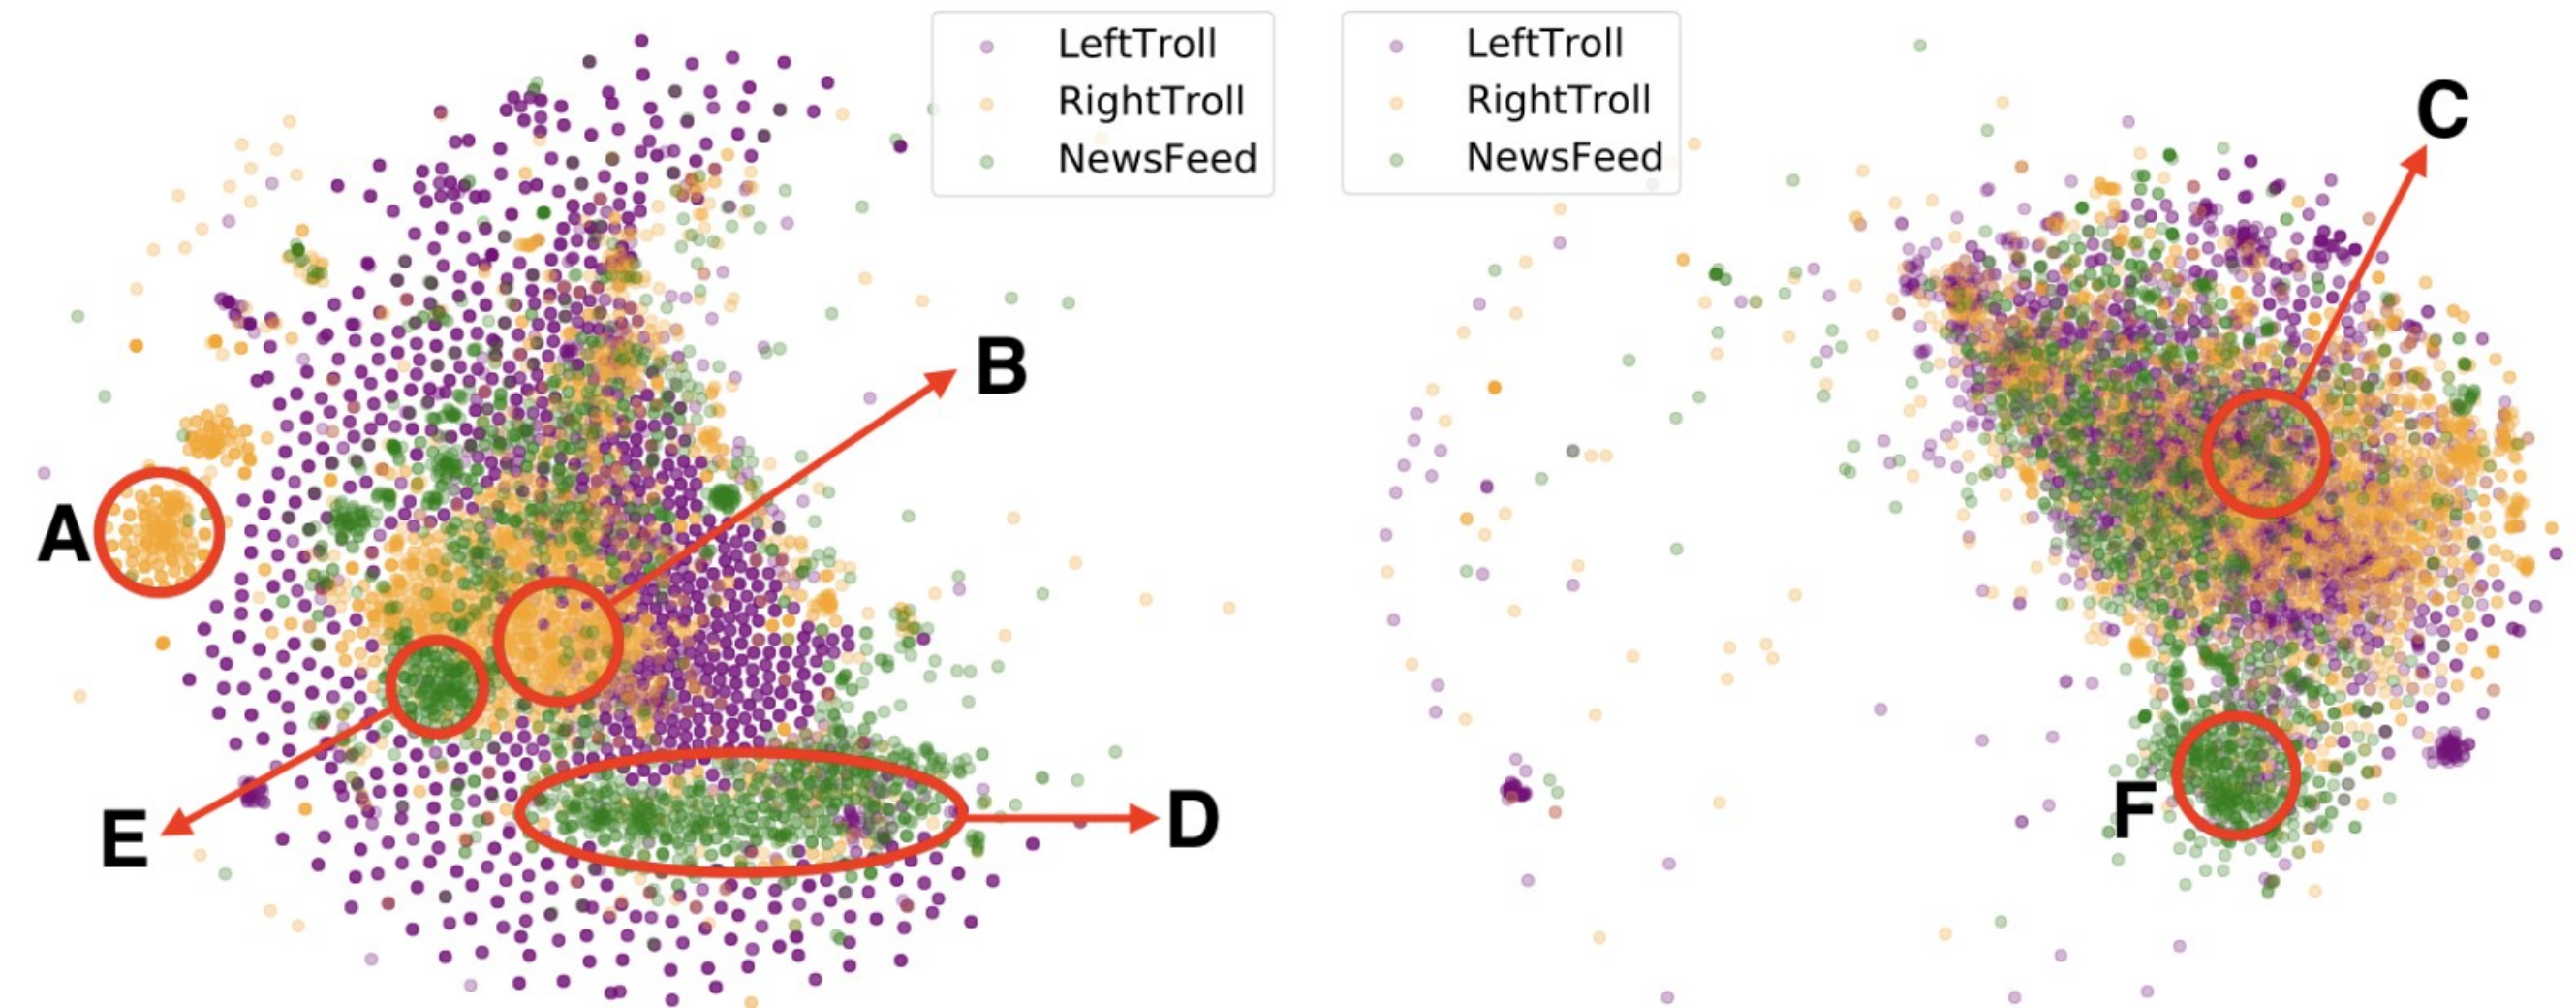 LeftTroll
RightTroll
NewsFeed
LeftTroll
RightTroll
NewsFeed
C
B
A
E
D
F